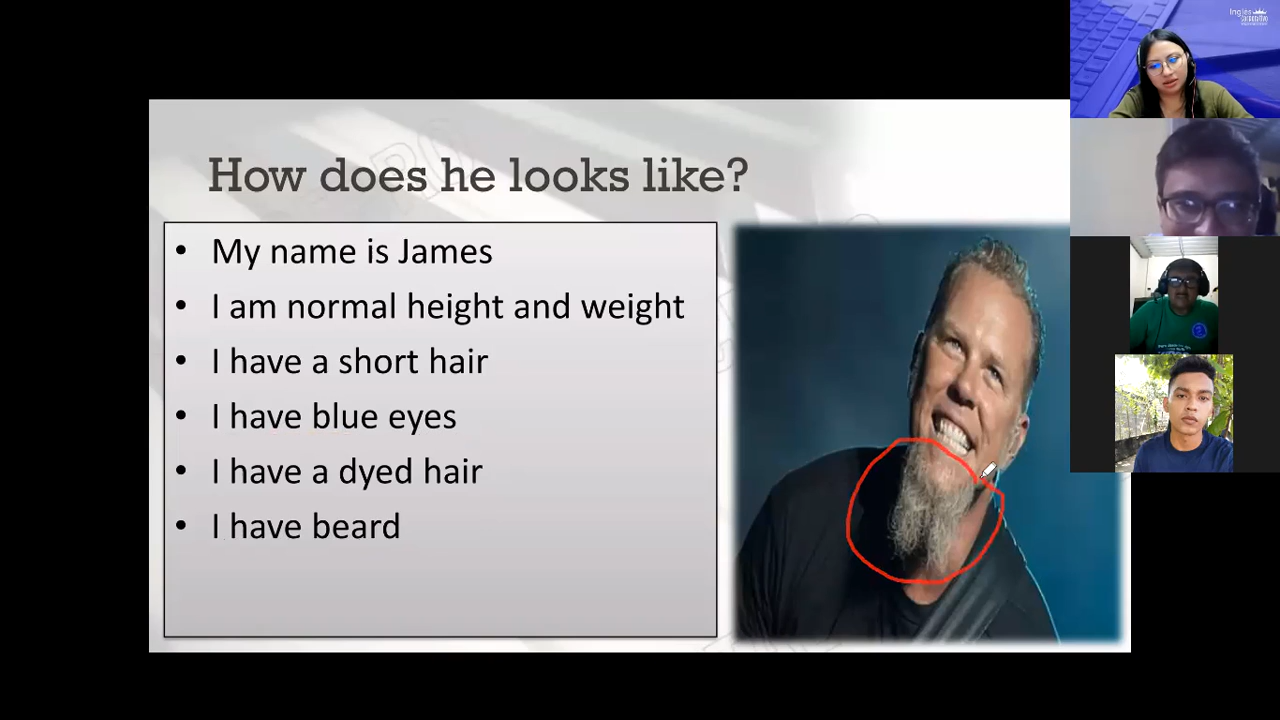 How does he looks like?
• My name is James
• I am normal height and weight
• I have a short hair
• I have blue eyes
• I have a dyed hair
• I have beard
Ingles